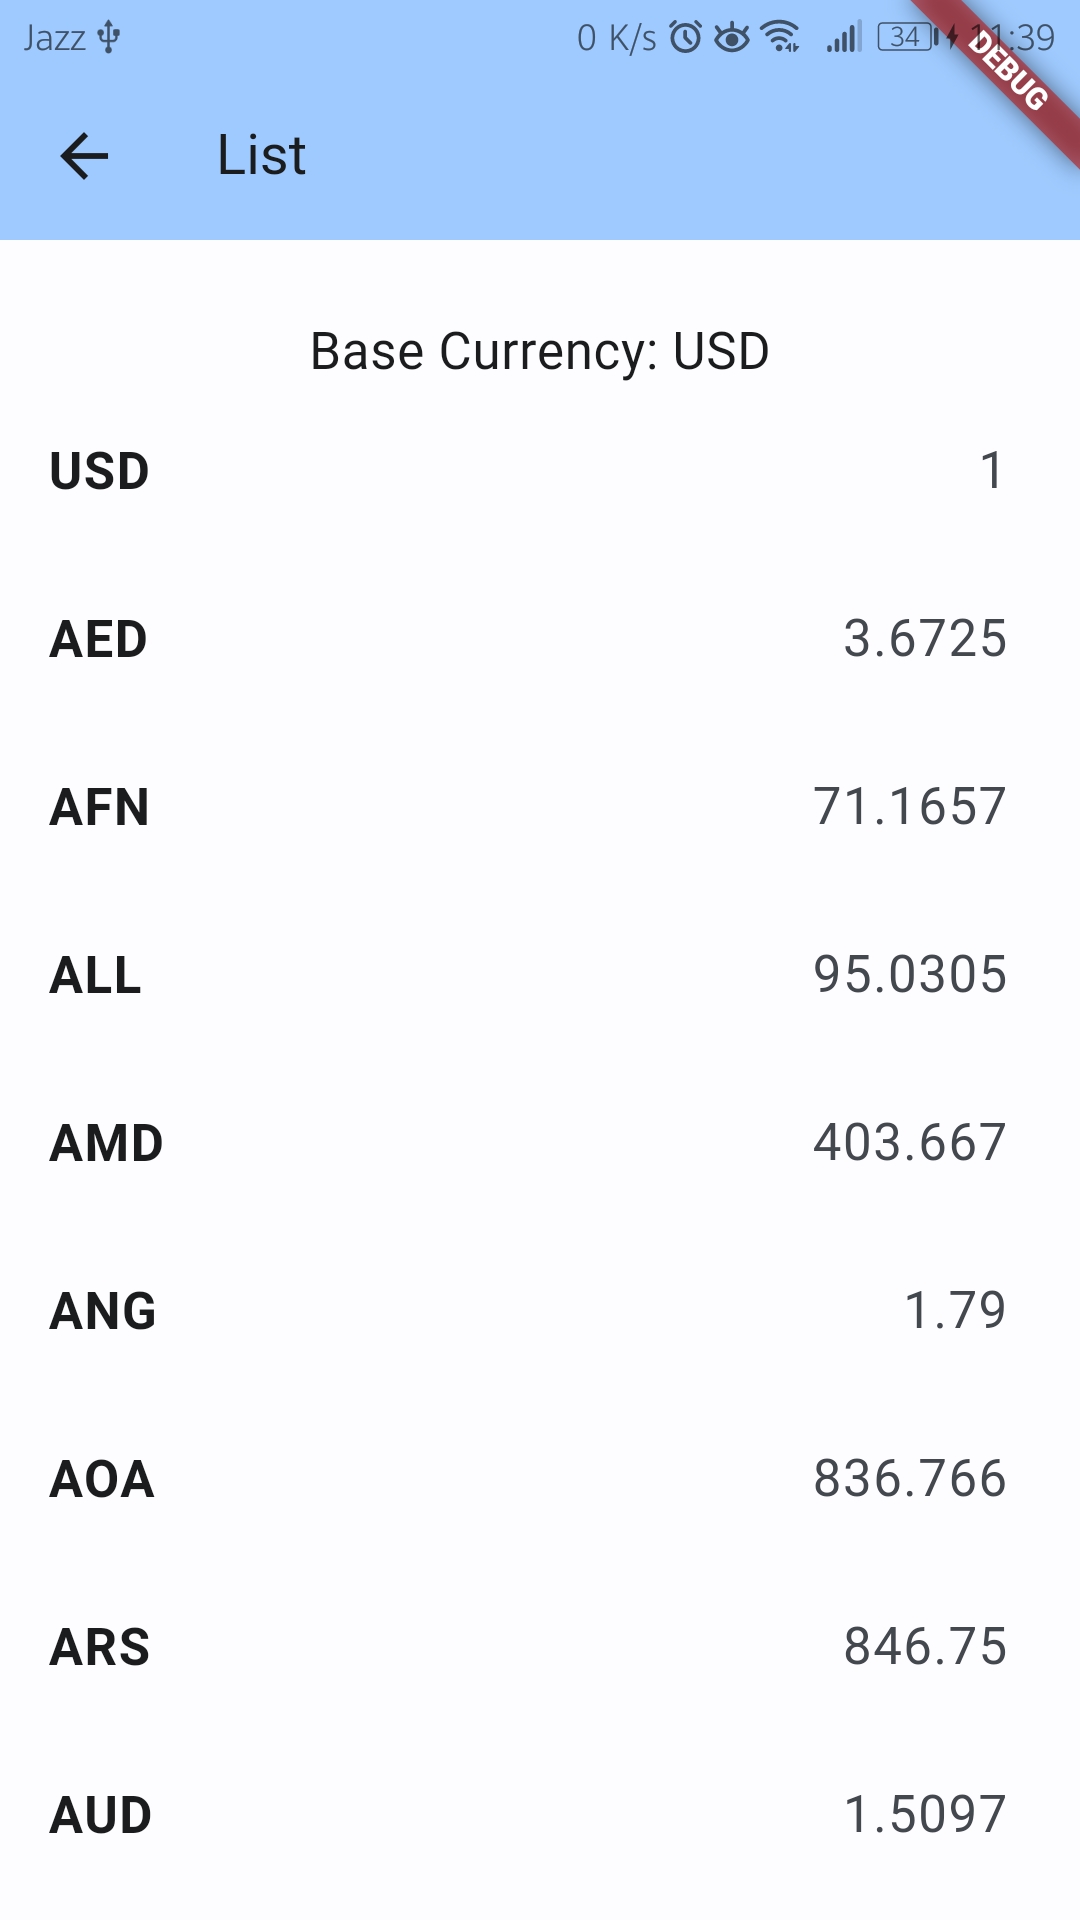 Jazz 0 K/s 34 11:39
DEBUG
List
Base Currency: USD
USD 1
AED 3.6725
AFN 71.1657
ALL 95.0305
AMD 403.667
ANG 1.79
AOA 836.766
ARS 846.75
AUD 1.5097